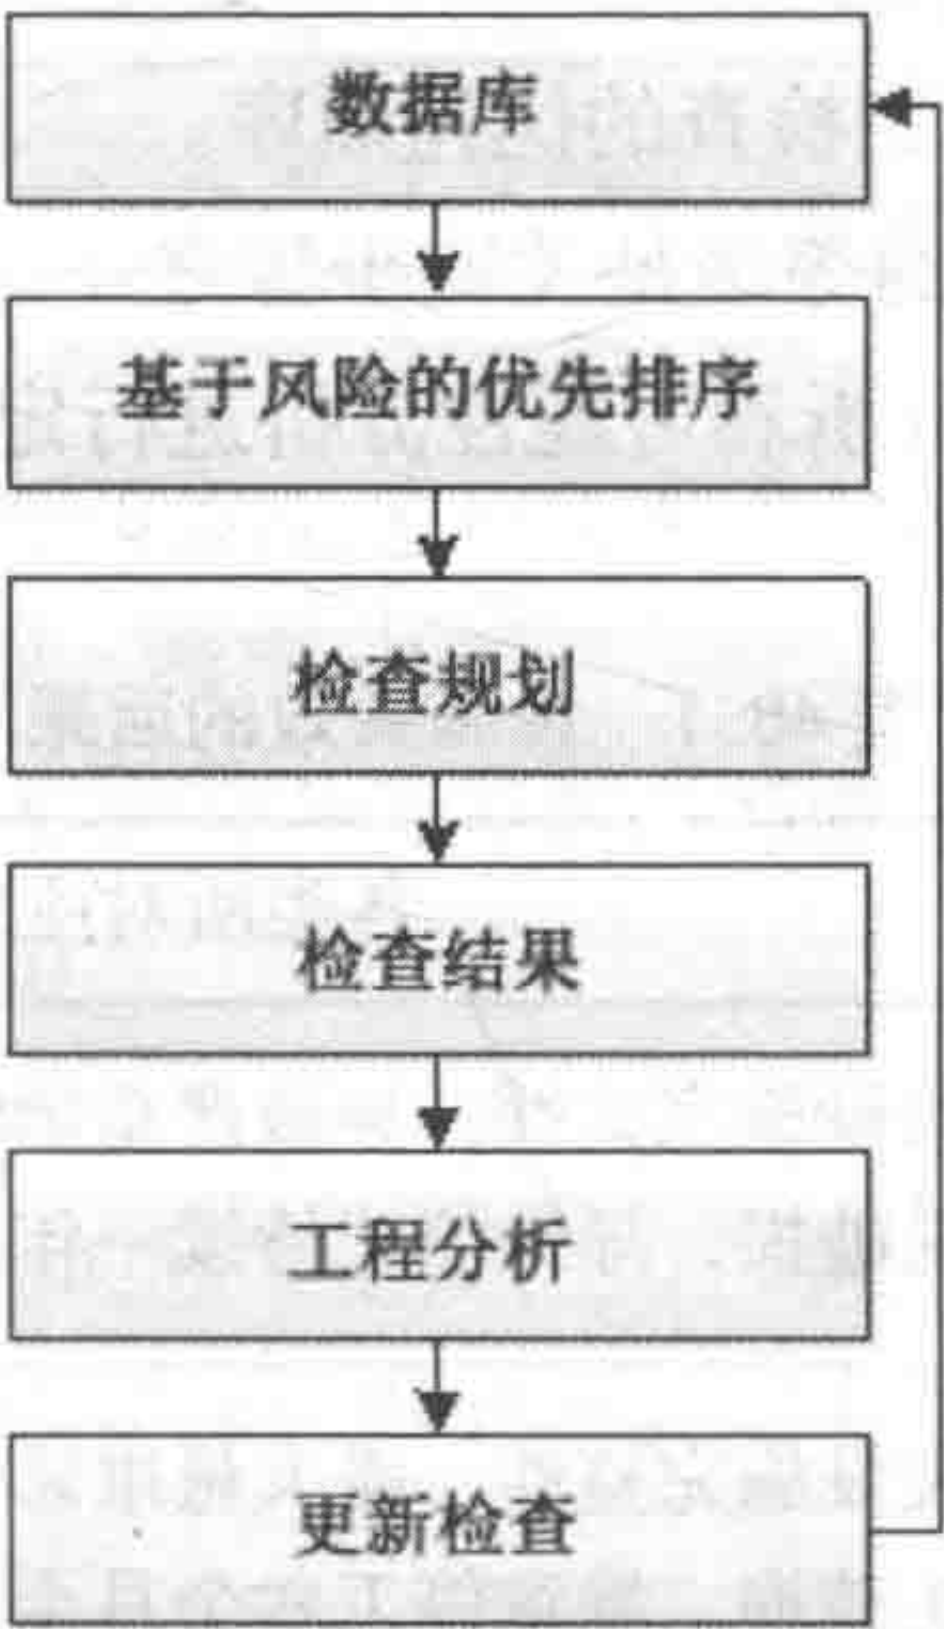 数据库
基于风险的优先排序
检查规划
检查结果
工程分析
更新检查